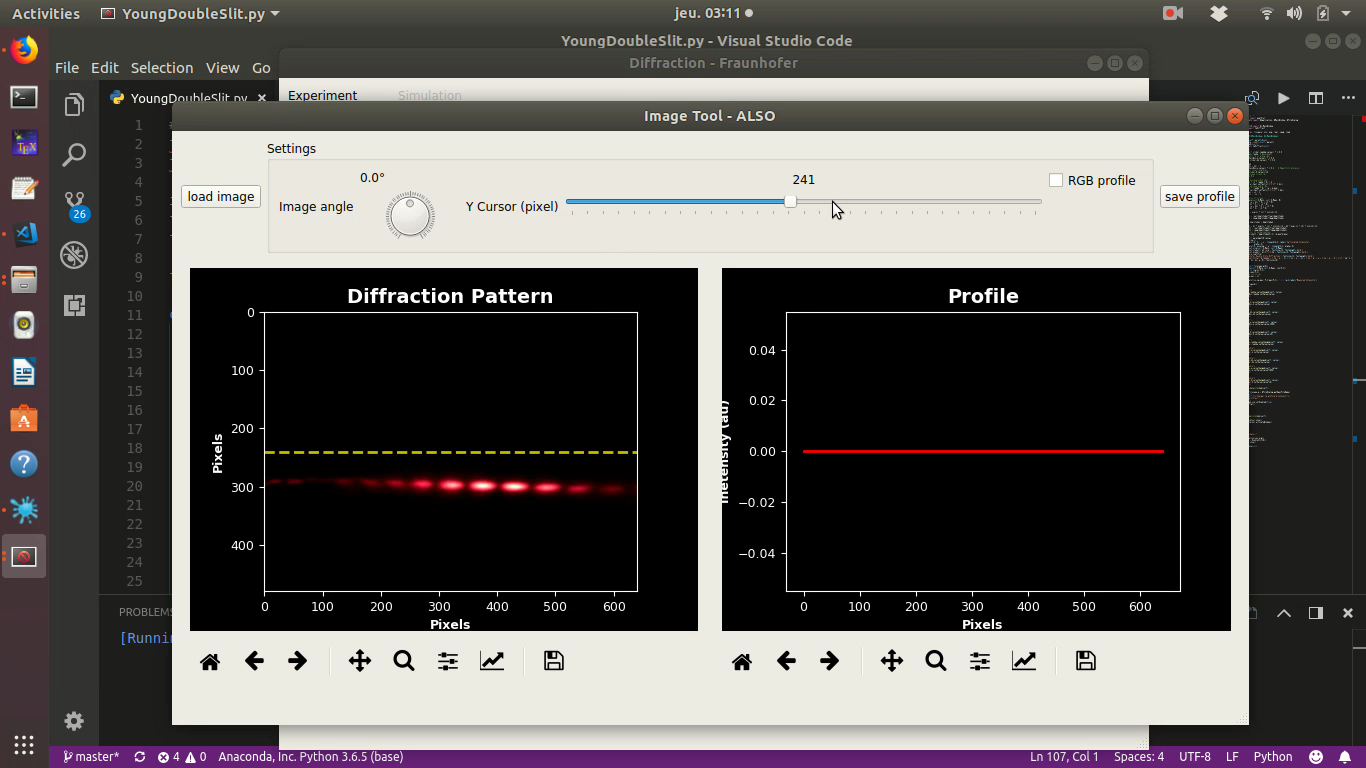 Activities
YoungDoubleSlit.py
jeu. 03:11
YoungDoubleSlit.py - Visual Studio Code
File Edit Selection View Go
Diffraction - Fraunhofer
Experiment Simulation
YoungDoubleSlit.py
Image Tool - ALSO
Settings
load image
Image angle
0.0°
Y Cursor (pixel)
241
RGB profile
save profile
1
2
3
4
5
6
7
8
9
10
11
12
13
14
15
16
17
18
19
20
21
22
23
24
25
26
Diffraction Pattern
Pixels
0
100
200
300
400
0 100 200 300 400 500 600
Pixels
Profile
0.04
0.02
0.00
−0.02
−0.04
0 100 200 300 400 500 600
Pixels
PROBLEMS
[Runnin
master* 4 0 Anaconda, Inc. Python 3.6.5 (base) Ln 107, Col 1 Spaces: 4 UTF-8 LF Python